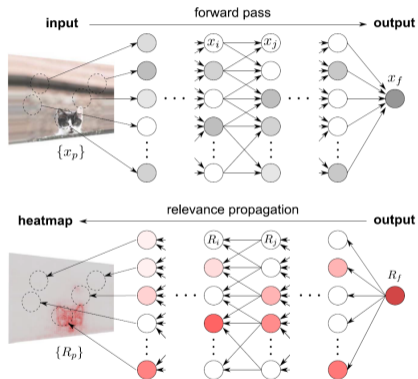 forward pass
input output
x_i x_j
x_f
{x_p}
relevance propagation
heatmap output
R_i R_j
R_f
{R_p}